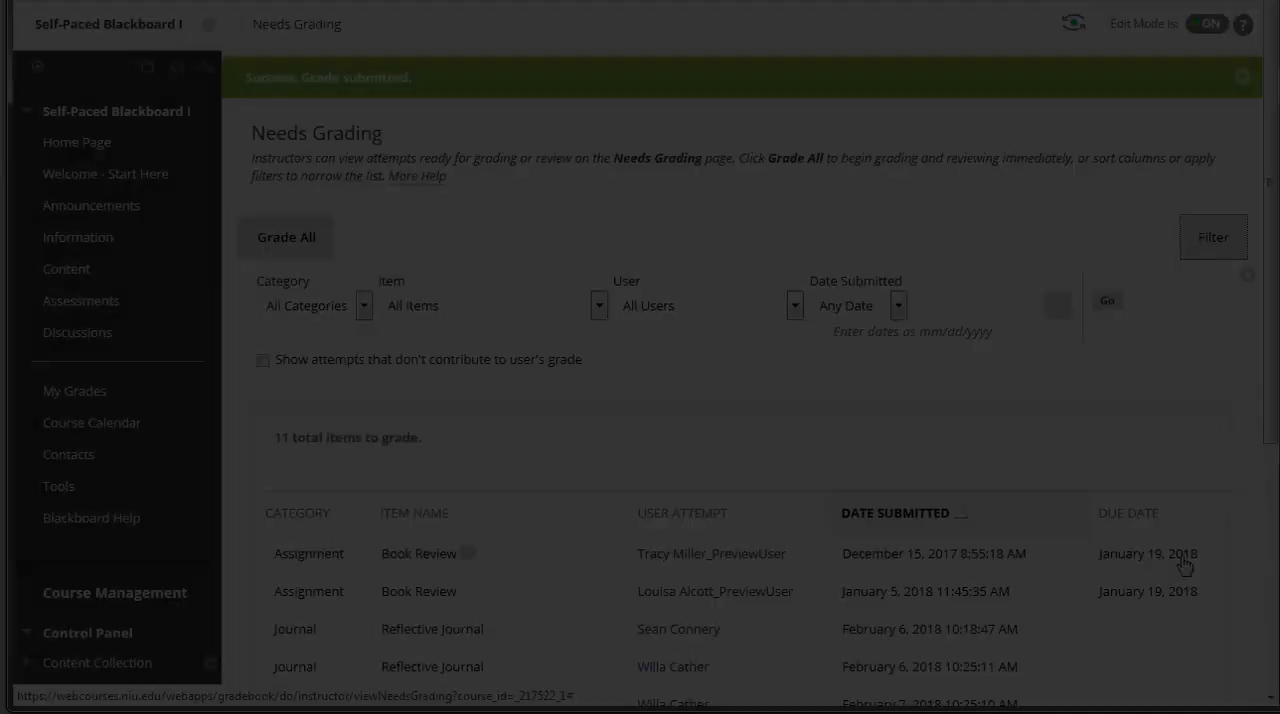 Self-Paced Blackboard I
Needs Grading
Edit Mode is: ON ?
Success. Grade submitted.
Self-Paced Blackboard I
Home Page
Welcome - Start Here
Announcements
Information
Content
Assessments
Discussions
My Grades
Course Calendar
Contacts
Tools
Blackboard Help
Course Management
Control Panel
Content Collection
Needs Grading
Instructors can view attempts ready for grading or review on the Needs Grading page. Click Grade All to begin grading and reviewing immediately, or sort columns or apply
filters to narrow the list. More Help
Grade All
Filter
Category Item User Date Submitted
All Categories All Items All Users Any Date Go
Enter dates as mm/dd/yyyy
Show attempts that don't contribute to user's grade
11 total items to grade.
CATEGORY ITEM NAME USER ATTEMPT DATE SUBMITTED DUE DATE
Assignment Book Review Tracy Miller_PreviewUser December 15, 2017 8:55:18 AM January 19, 2018
Assignment Book Review Louisa Alcott_PreviewUser January 5, 2018 11:45:35 AM January 19, 2018
Journal Reflective Journal Sean Connery February 6, 2018 10:18:47 AM
Journal Reflective Journal Willa Cather February 6, 2018 10:25:11 AM
Willa Cather February 7, 2018 10:25:10 AM
https://webcourses.niu.edu/webapps/gradebook/do/instructor/viewNeedsGrading?course_id=_217522_1#